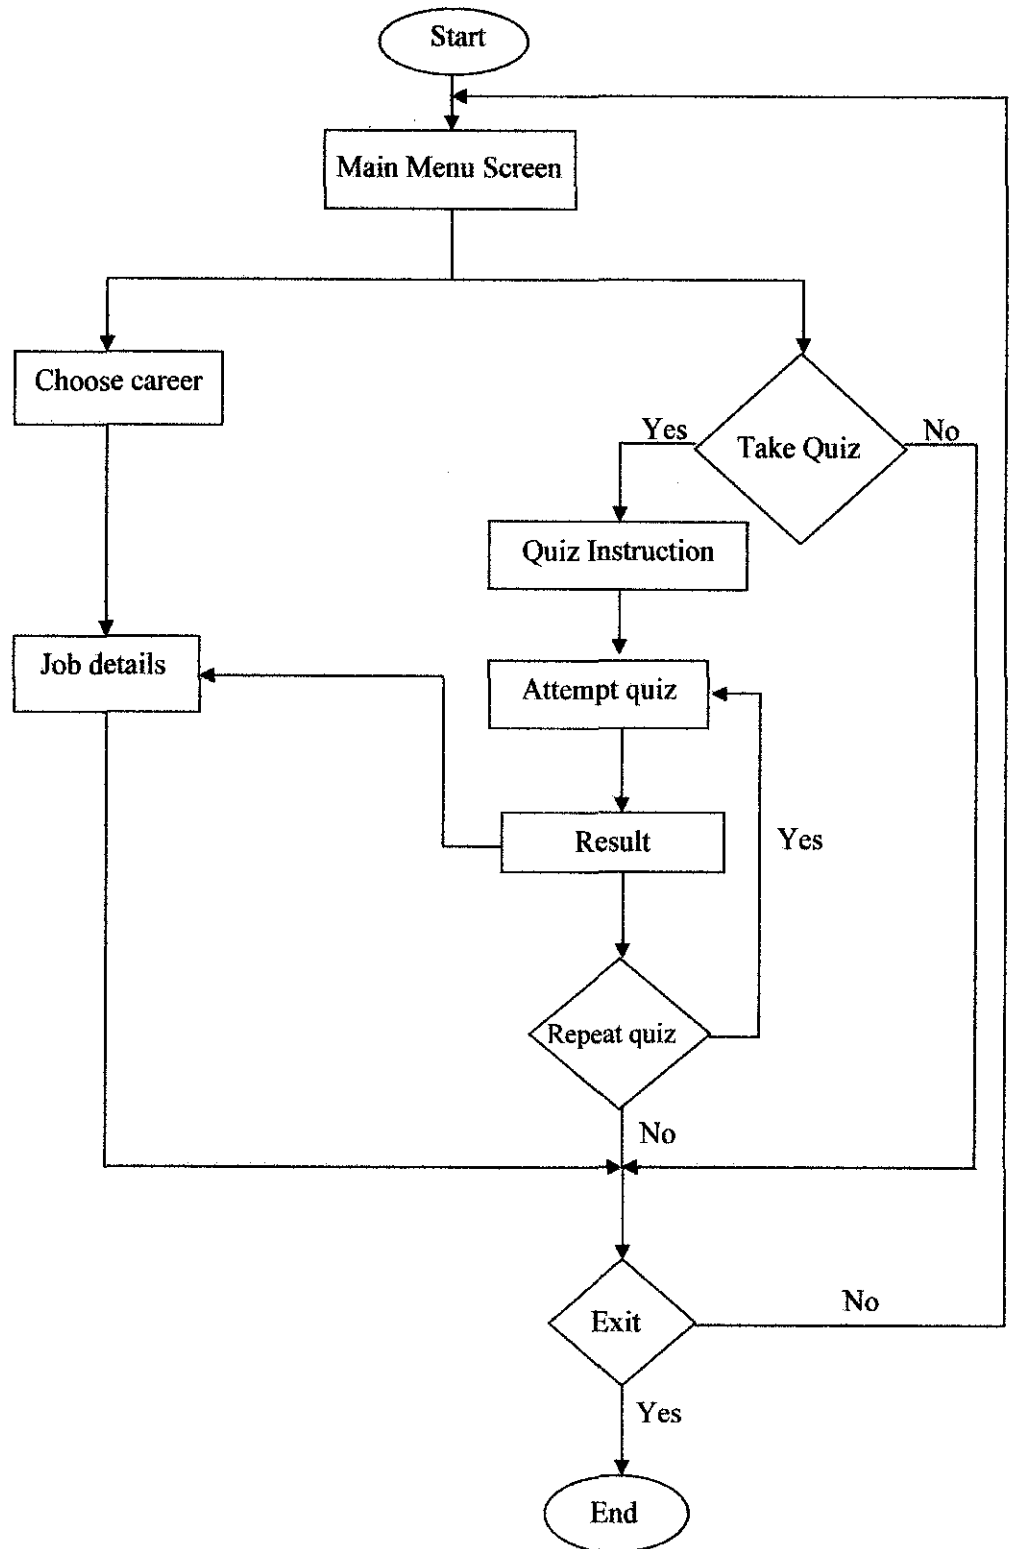 Start
Main Menu Screen
Choose career
Yes
Take Quiz
No
Quiz Instruction
Job details
Attempt quiz
Result
Yes
Repeat quiz
No
Exit
No
Yes
End